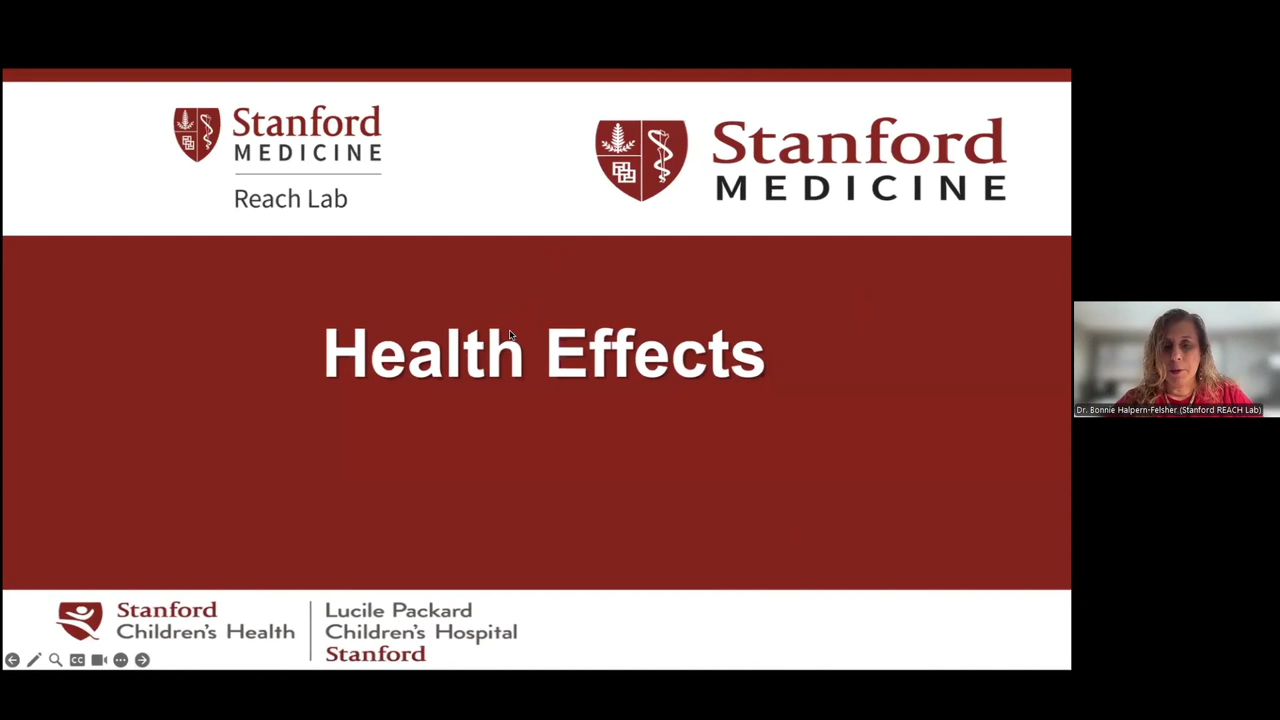 Stanford
MEDICINE
Reach Lab
Stanford
MEDICINE
Health Effects
Dr. Bonnie Halpern-Felsher (Stanford REACH Lab)
Stanford
Children's Health
Lucile Packard
Children's Hospital
Stanford
CC